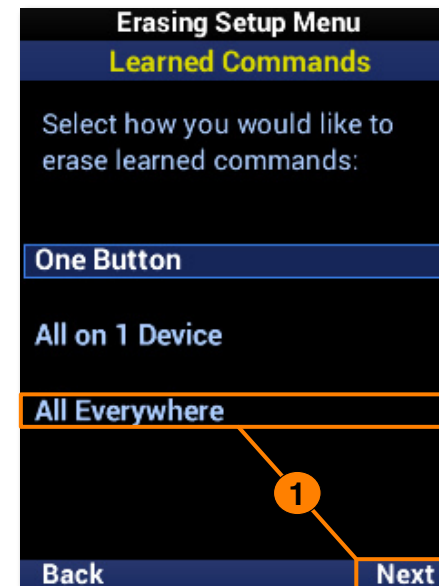 Erasing Setup Menu
Learned Commands
Select how you would like to
erase learned commands:
One Button
All on 1 Device
All Everywhere
1
Back Next